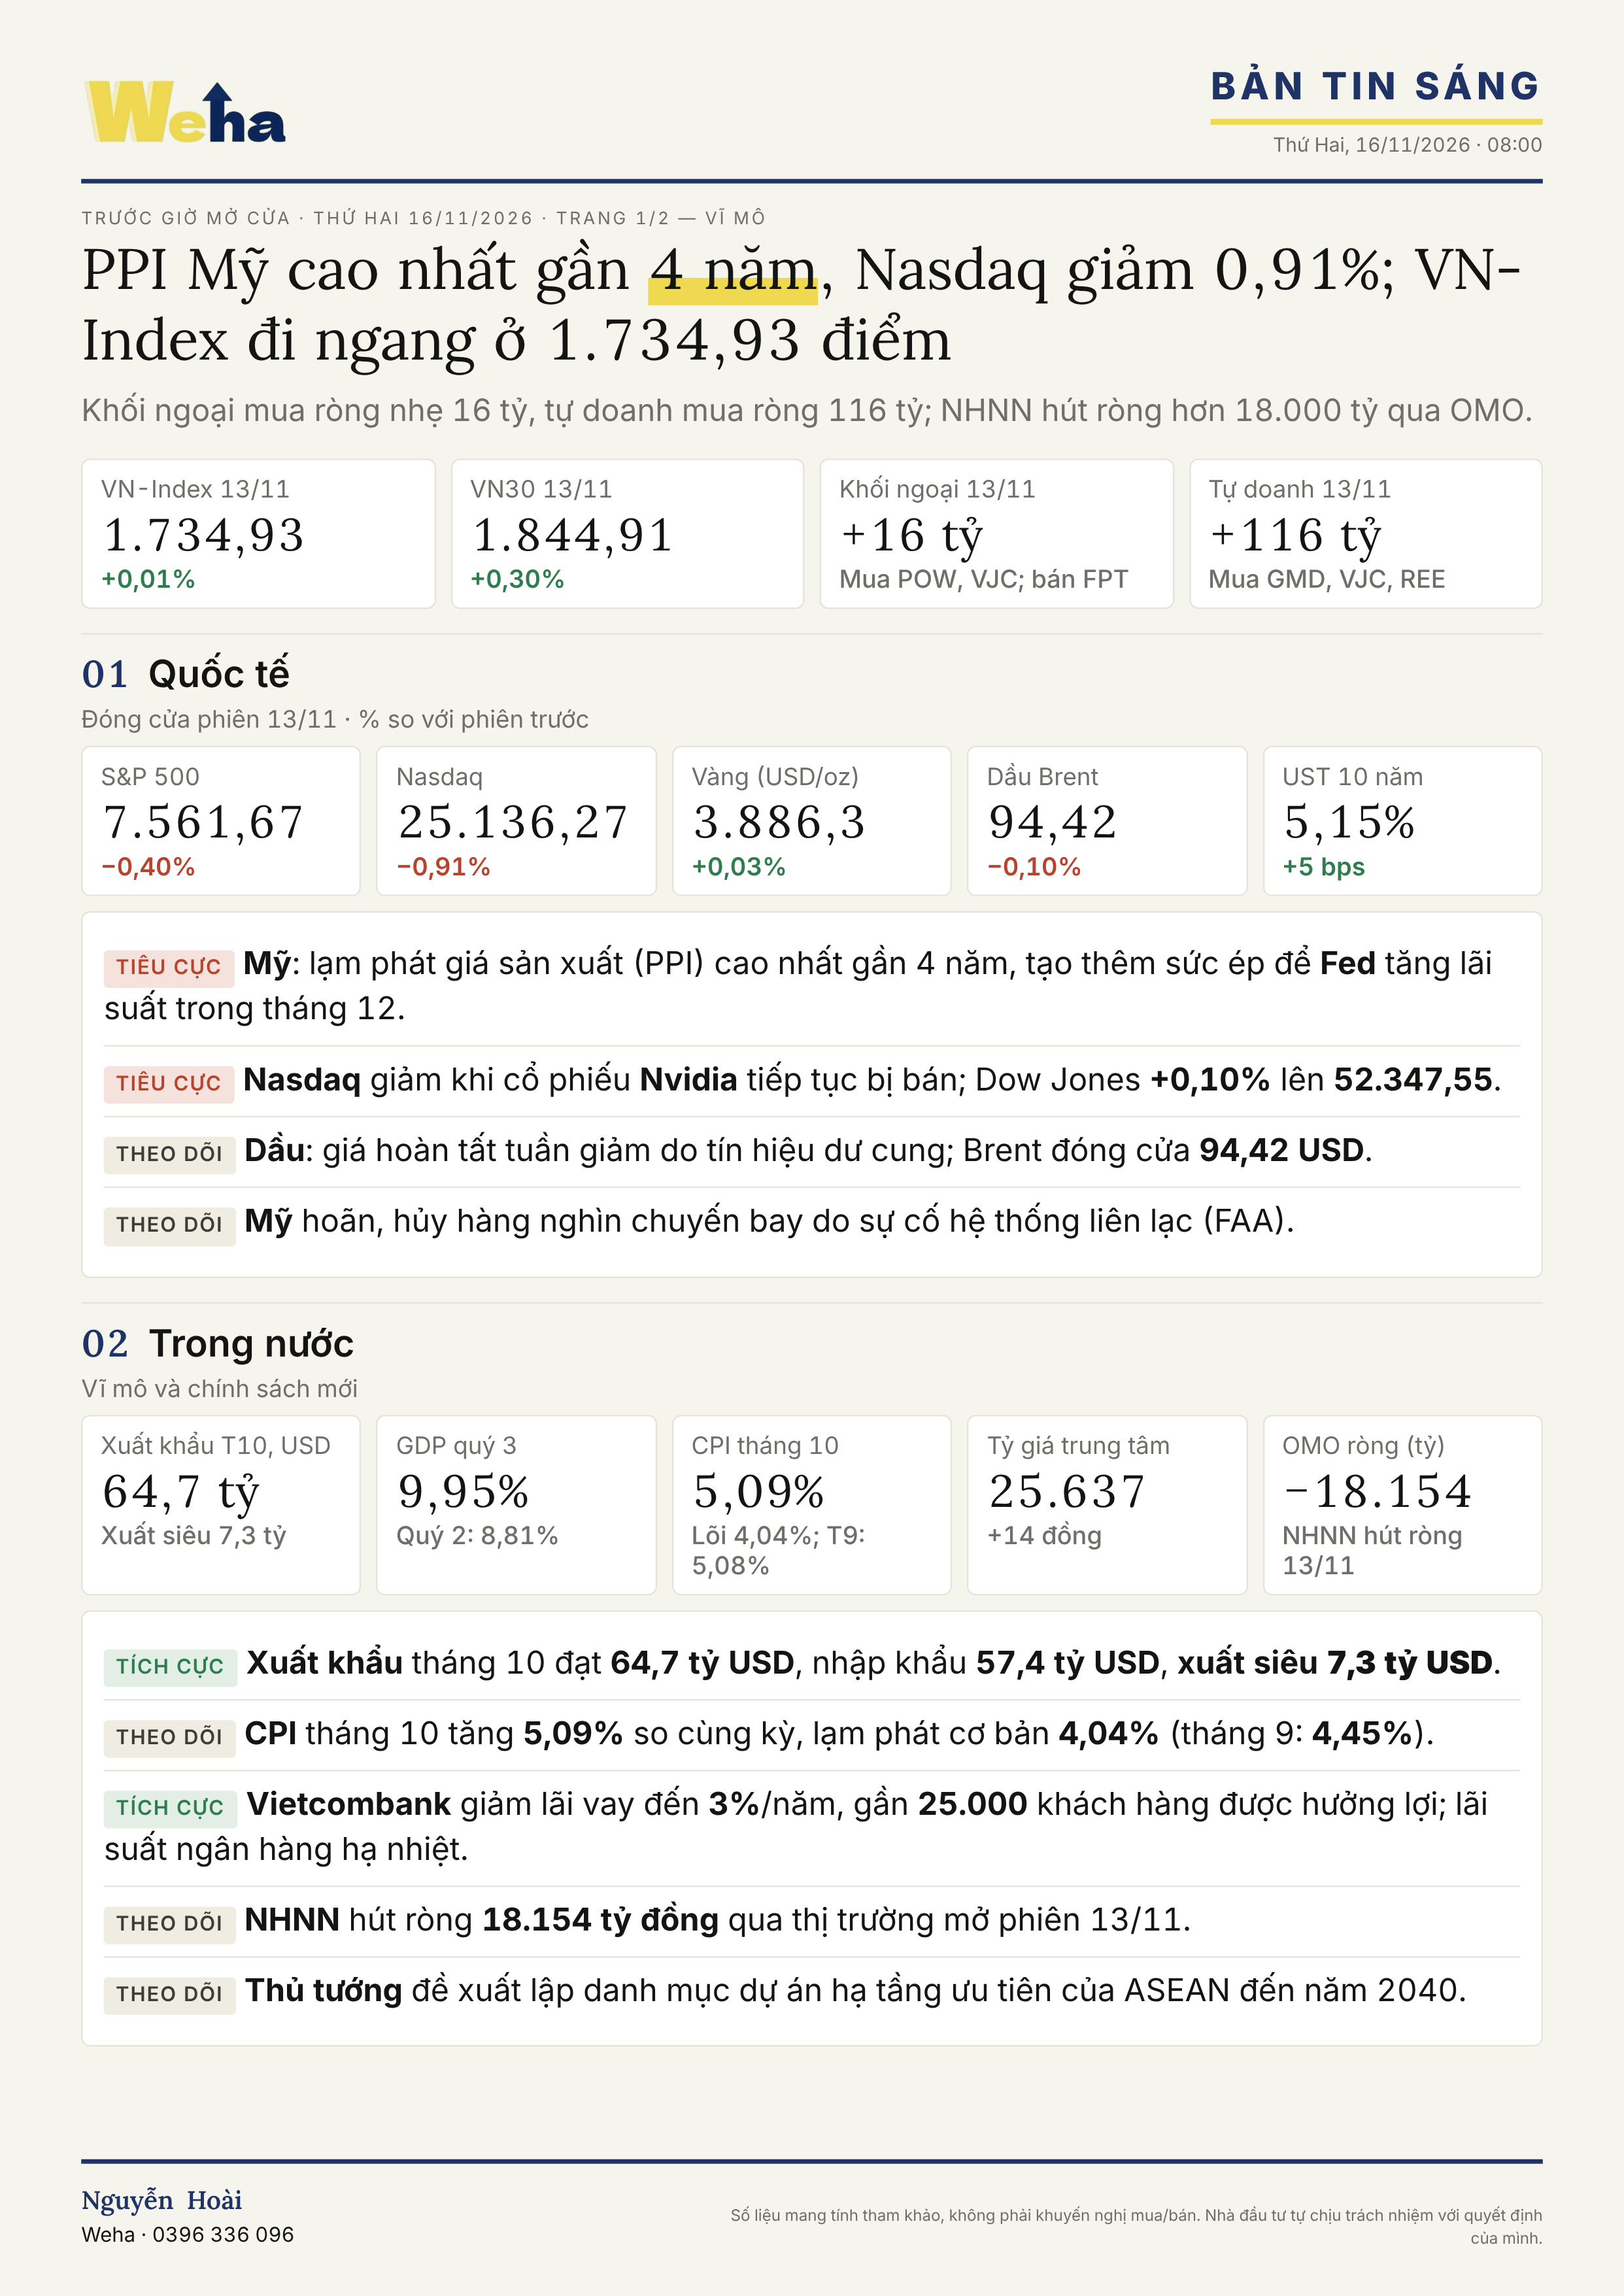 Weha
BẢN TIN SÁNG
Thứ Hai, 16/11/2026 · 08:00
TRƯỚC GIỜ MỞ CỬA · THỨ HAI 16/11/2026 · TRANG 1/2 — VĨ MÔ
PPI Mỹ cao nhất gần 4 năm, Nasdaq giảm 0,91%; VN-
Index đi ngang ở 1.734,93 điểm
Khối ngoại mua ròng nhẹ 16 tỷ, tự doanh mua ròng 116 tỷ; NHNN hút ròng hơn 18.000 tỷ qua OMO.
VN-Index 13/11
1.734,93
+0,01%
VN30 13/11
1.844,91
+0,30%
Khối ngoại 13/11
+16 tỷ
Mua POW, VJC; bán FPT
Tự doanh 13/11
+116 tỷ
Mua GMD, VJC, REE
01 Quốc tế
Đóng cửa phiên 13/11 · % so với phiên trước
S&P 500
7.561,67
−0,40%
Nasdaq
25.136,27
−0,91%
Vàng (USD/oz)
3.886,3
+0,03%
Dầu Brent
94,42
−0,10%
UST 10 năm
5,15%
+5 bps
TIÊU CỰC Mỹ: lạm phát giá sản xuất (PPI) cao nhất gần 4 năm, tạo thêm sức ép để Fed tăng lãi
suất trong tháng 12.
TIÊU CỰC Nasdaq giảm khi cổ phiếu Nvidia tiếp tục bị bán; Dow Jones +0,10% lên 52.347,55.
THEO DÕI Dầu: giá hoàn tất tuần giảm do tín hiệu dư cung; Brent đóng cửa 94,42 USD.
THEO DÕI Mỹ hoãn, hủy hàng nghìn chuyến bay do sự cố hệ thống liên lạc (FAA).
02 Trong nước
Vĩ mô và chính sách mới
Xuất khẩu T10, USD
64,7 tỷ
Xuất siêu 7,3 tỷ
GDP quý 3
9,95%
Quý 2: 8,81%
CPI tháng 10
5,09%
Lõi 4,04%; T9:
5,08%
Tỷ giá trung tâm
25.637
+14 đồng
OMO ròng (tỷ)
−18.154
NHNN hút ròng
13/11
TÍCH CỰC Xuất khẩu tháng 10 đạt 64,7 tỷ USD, nhập khẩu 57,4 tỷ USD, xuất siêu 7,3 tỷ USD.
THEO DÕI CPI tháng 10 tăng 5,09% so cùng kỳ, lạm phát cơ bản 4,04% (tháng 9: 4,45%).
TÍCH CỰC Vietcombank giảm lãi vay đến 3%/năm, gần 25.000 khách hàng được hưởng lợi; lãi
suất ngân hàng hạ nhiệt.
THEO DÕI NHNN hút ròng 18.154 tỷ đồng qua thị trường mở phiên 13/11.
THEO DÕI Thủ tướng đề xuất lập danh mục dự án hạ tầng ưu tiên của ASEAN đến năm 2040.
Nguyễn Hoài
Weha · 0396 336 096
Số liệu mang tính tham khảo, không phải khuyến nghị mua/bán. Nhà đầu tư tự chịu trách nhiệm với quyết định
của mình.